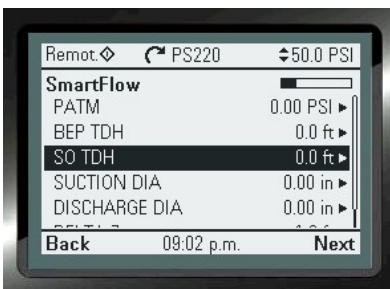 Remot. PS220 50.0 PSI
SmartFlow
PATM 0.00 PSI
BEP TDH 0.0 ft
SO TDH 0.0 ft
SUCTION DIA 0.00 in
DISCHARGE DIA 0.00 in
Back 09:02 p.m. Next